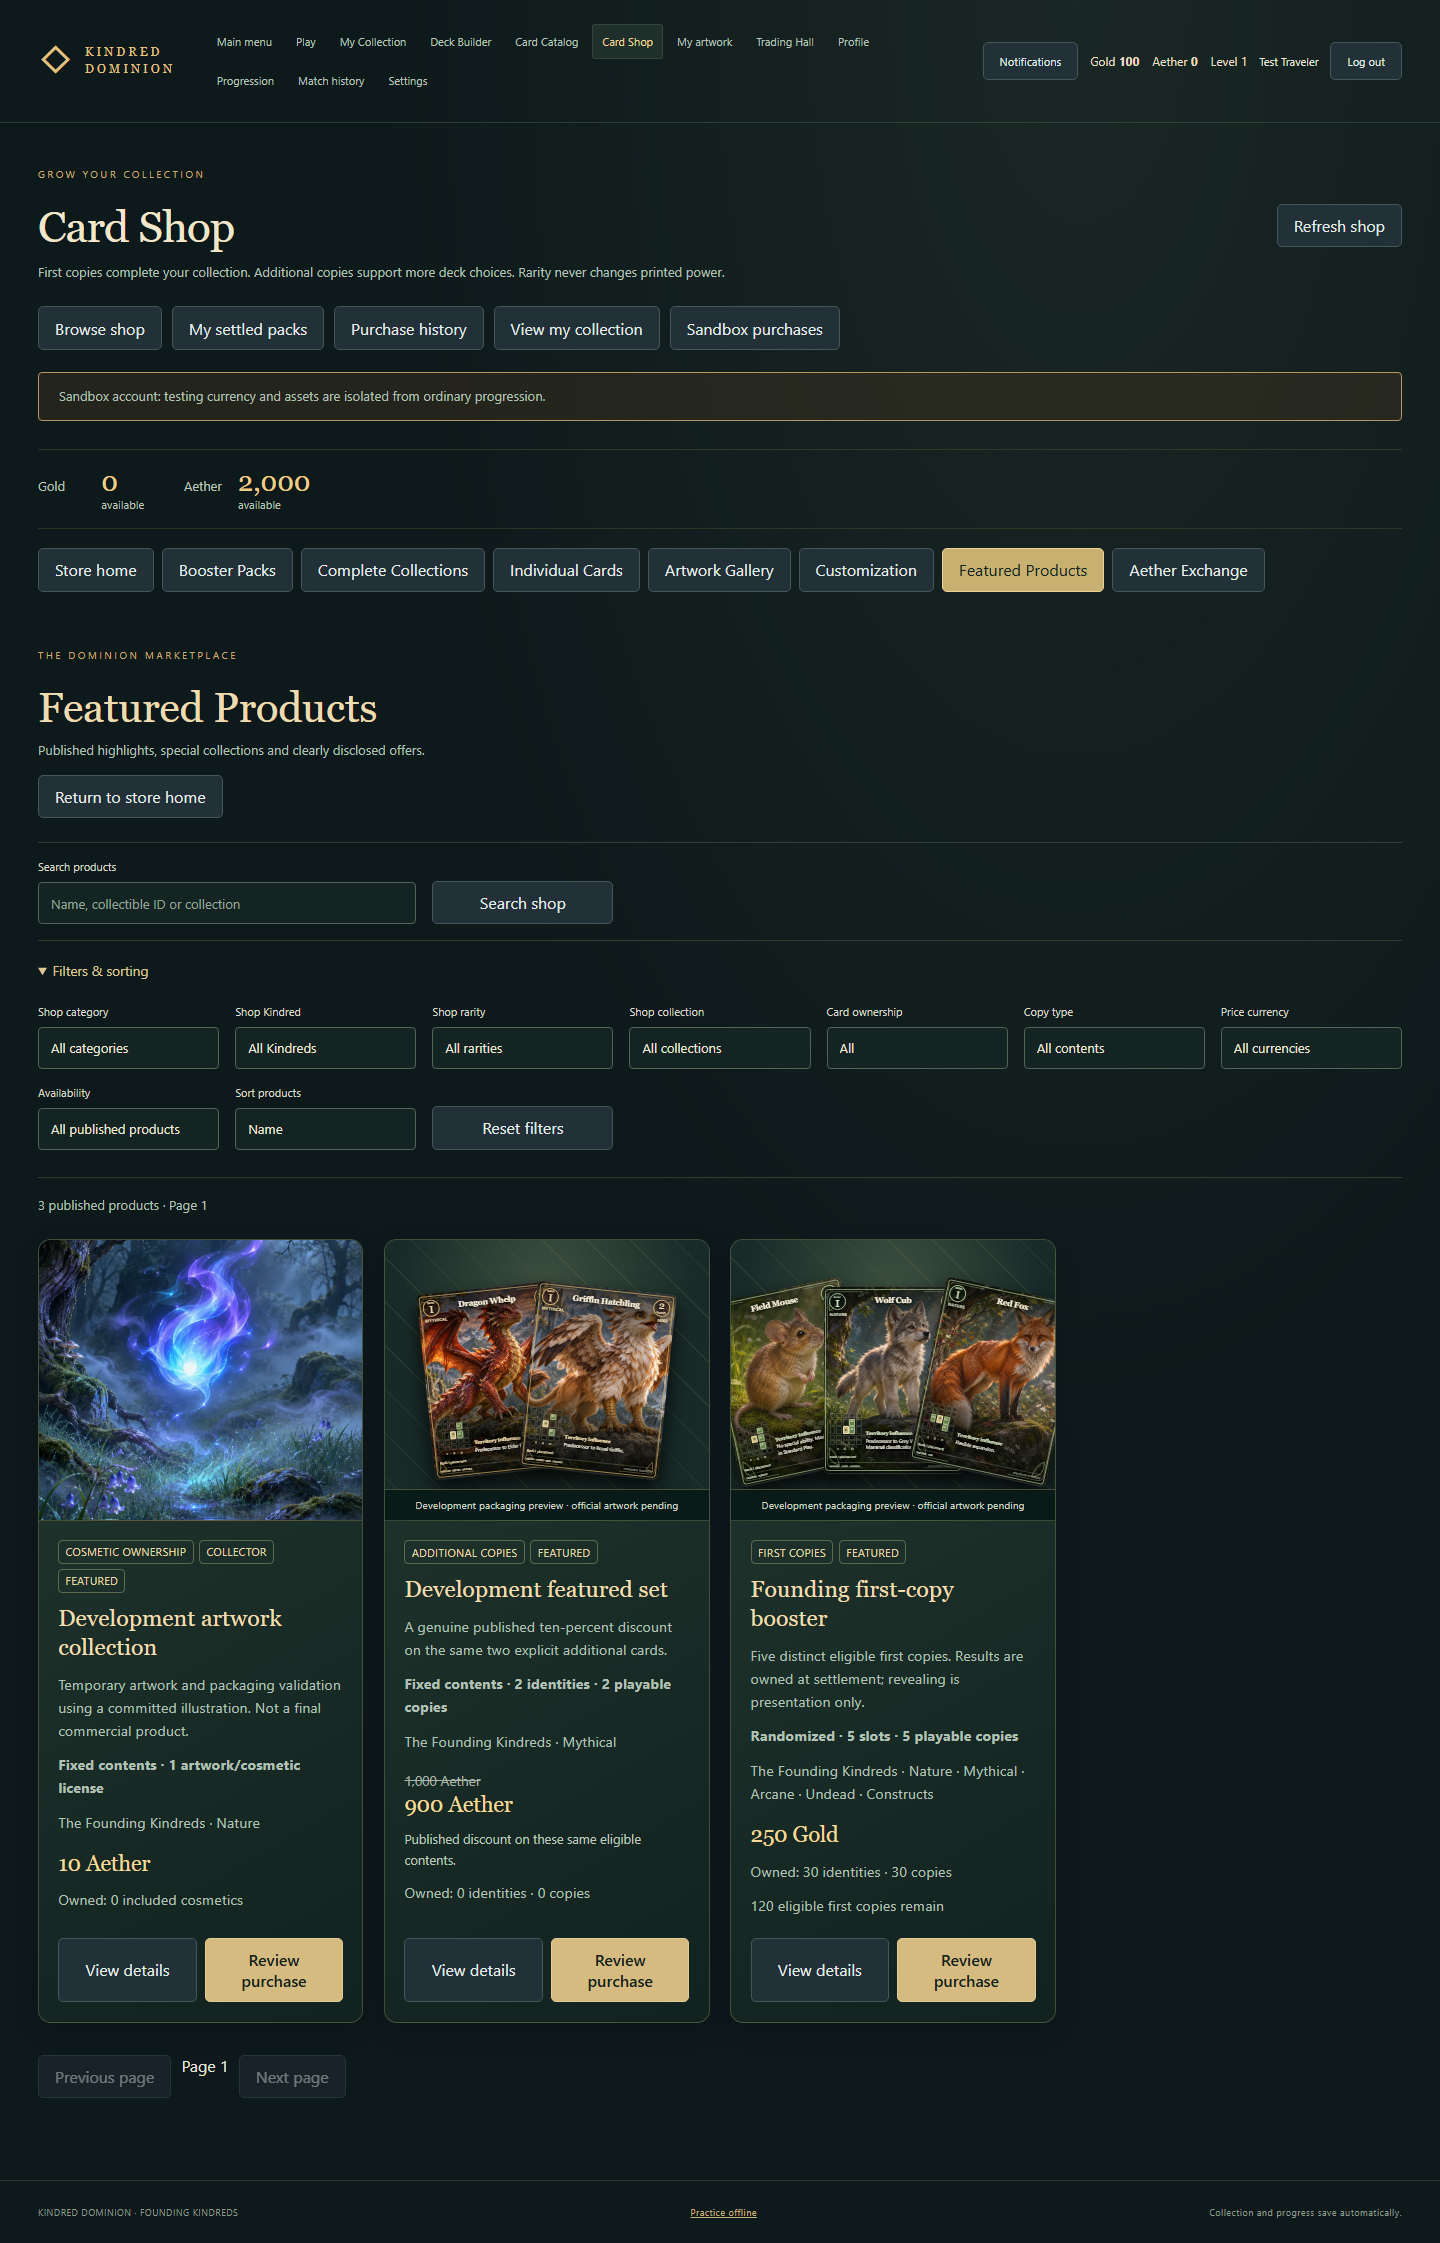 KINDRED
DOMINION
Main menu
Play
My Collection
Deck Builder
Card Catalog
Card Shop
My artwork
Trading Hall
Profile
Progression
Match history
Settings
Notifications
Gold 100
Aether 0
Level 1
Test Traveler
Log out
GROW YOUR COLLECTION
Card Shop
Refresh shop
First copies complete your collection. Additional copies support more deck choices. Rarity never changes printed power.
Browse shop
My settled packs
Purchase history
View my collection
Sandbox purchases
Sandbox account: testing currency and assets are isolated from ordinary progression.
Gold
0
available
Aether
2,000
available
Store home
Booster Packs
Complete Collections
Individual Cards
Artwork Gallery
Customization
Featured Products
Aether Exchange
THE DOMINION MARKETPLACE
Featured Products
Published highlights, special collections and clearly disclosed offers.
Return to store home
Search products
Name, collectible ID or collection
Search shop
▼ Filters & sorting
Shop category
Shop Kindred
Shop rarity
Shop collection
Card ownership
Copy type
Price currency
All categories
All Kindreds
All rarities
All collections
All
All contents
All currencies
Availability
Sort products
All published products
Name
Reset filters
3 published products · Page 1
COSMETIC OWNERSHIP
COLLECTOR
FEATURED
Development artwork
collection
Temporary artwork and packaging validation
using a committed illustration. Not a final
commercial product.
Fixed contents · 1 artwork/cosmetic
license
The Founding Kindreds · Nature
10 Aether
Owned: 0 included cosmetics
View details
Review
purchase
Dragon Whelp
Griffin Hatchling
I
MYTHICAL
I
2
Territory Influence
Territory Influence
Development packaging preview · official artwork pending
ADDITIONAL COPIES
FEATURED
Development featured set
A genuine published ten-percent discount
on the same two explicit additional cards.
Fixed contents · 2 identities · 2 playable
copies
The Founding Kindreds · Mythical
1,000 Aether
900 Aether
Published discount on these same eligible
contents.
Owned: 0 identities · 0 copies
View details
Review
purchase
Field Mouse
Wolf Cub
Red Fox
I
I
NATURE
Territory Influence
Territory Influence
Territory Influence
Flexible expansion.
Development packaging preview · official artwork pending
FIRST COPIES
FEATURED
Founding first-copy
booster
Five distinct eligible first copies. Results are
owned at settlement; revealing is
presentation only.
Randomized · 5 slots · 5 playable copies
The Founding Kindreds · Nature · Mythical ·
Arcane · Undead · Constructs
250 Gold
Owned: 30 identities · 30 copies
120 eligible first copies remain
View details
Review
purchase
Previous page
Page 1
Next page
KINDRED DOMINION · FOUNDING KINDREDS
Practice offline
Collection and progress save automatically.